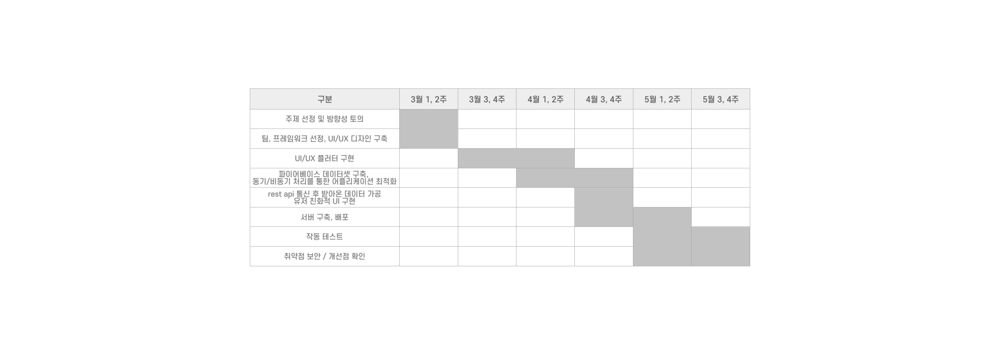 구분 3월 1, 2주 3월 3, 4주 4월 1, 2주 4월 3, 4주 5월 1, 2주 5월 3, 4주
주제 선정 및 방향성 토의
팀, 프레임워크 선정, UI/UX 디자인 구축
UI/UX 플러터 구현
파이어베이스 데이터셋 구축,
동기/비동기 처리를 통한 어플리케이션 최적화
rest api 통신 후 받아온 데이터 가공
유저 친화적 UI 구현
서버 구축, 배포
작동 테스트
취약점 보안 / 개선점 확인